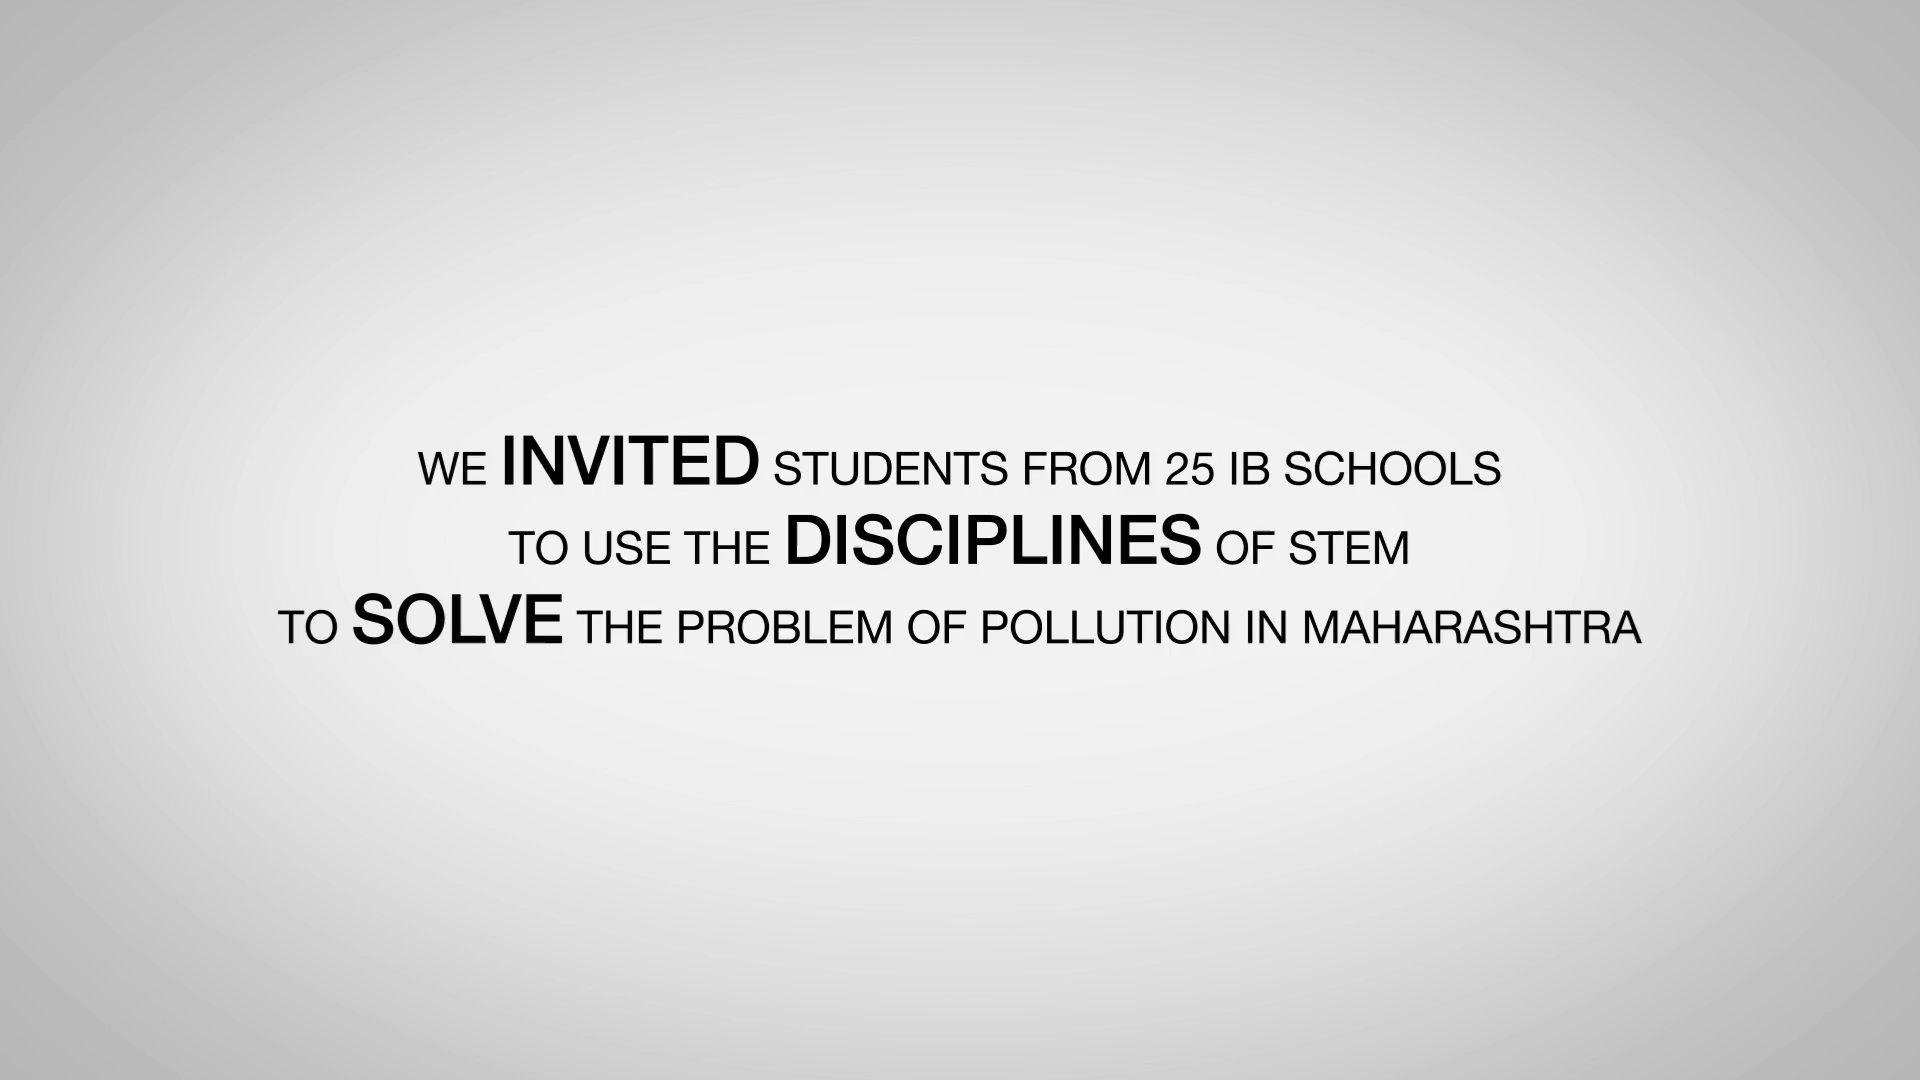 WE INVITED STUDENTS FROM 25 IB SCHOOLS
TO USE THE DISCIPLINES OF STEM
TO SOLVE THE PROBLEM OF POLLUTION IN MAHARASHTRA